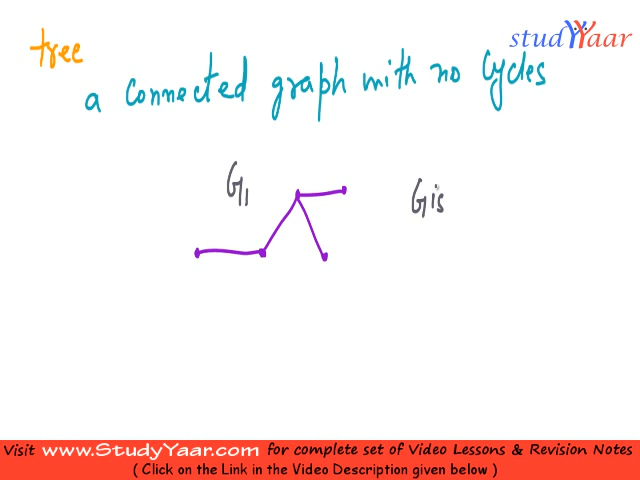 tree
studYYaar
a connected graph with no Cycles
G1
G is
Visit www.StudyYaar.com for complete set of Video Lessons & Revision Notes
( Click on the Link in the Video Description given below )